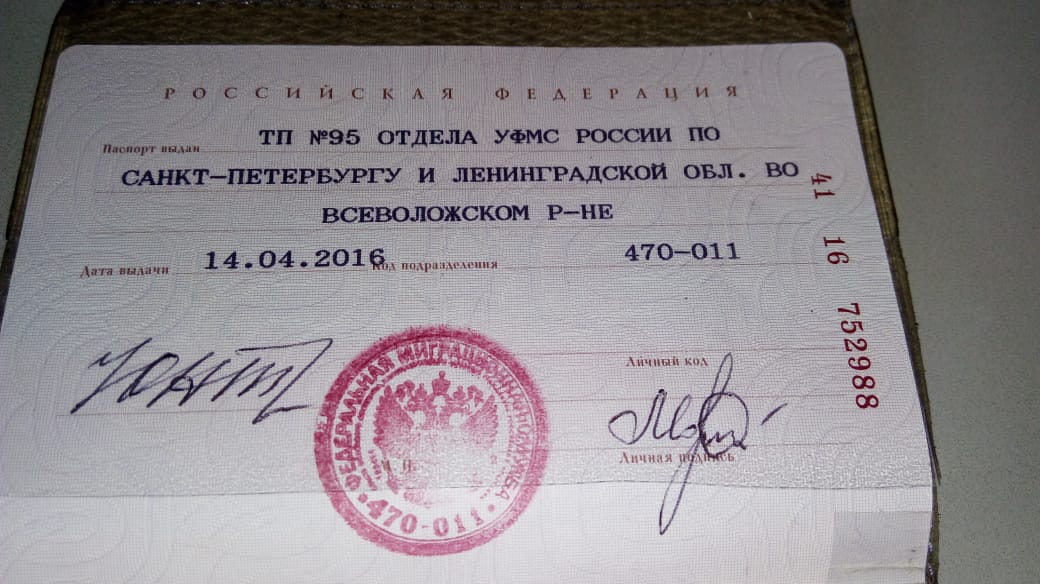 РОССИЙСКАЯ ФЕДЕРАЦИЯ
Паспорт выдан ТП №95 ОТДЕЛА УФМС РОССИИ ПО
САНКТ-ПЕТЕРБУРГУ И ЛЕНИНГРАДСКОЙ ОБЛ. ВО
ВСЕВОЛОЖСКОМ Р-НЕ
Дата выдачи 14.04.2016 Код подразделения 470-011
Личный код
Личная подпись
М.П.
ФЕДЕРАЛЬНАЯ МИГРАЦИОННАЯ
470-011
41 16 752988